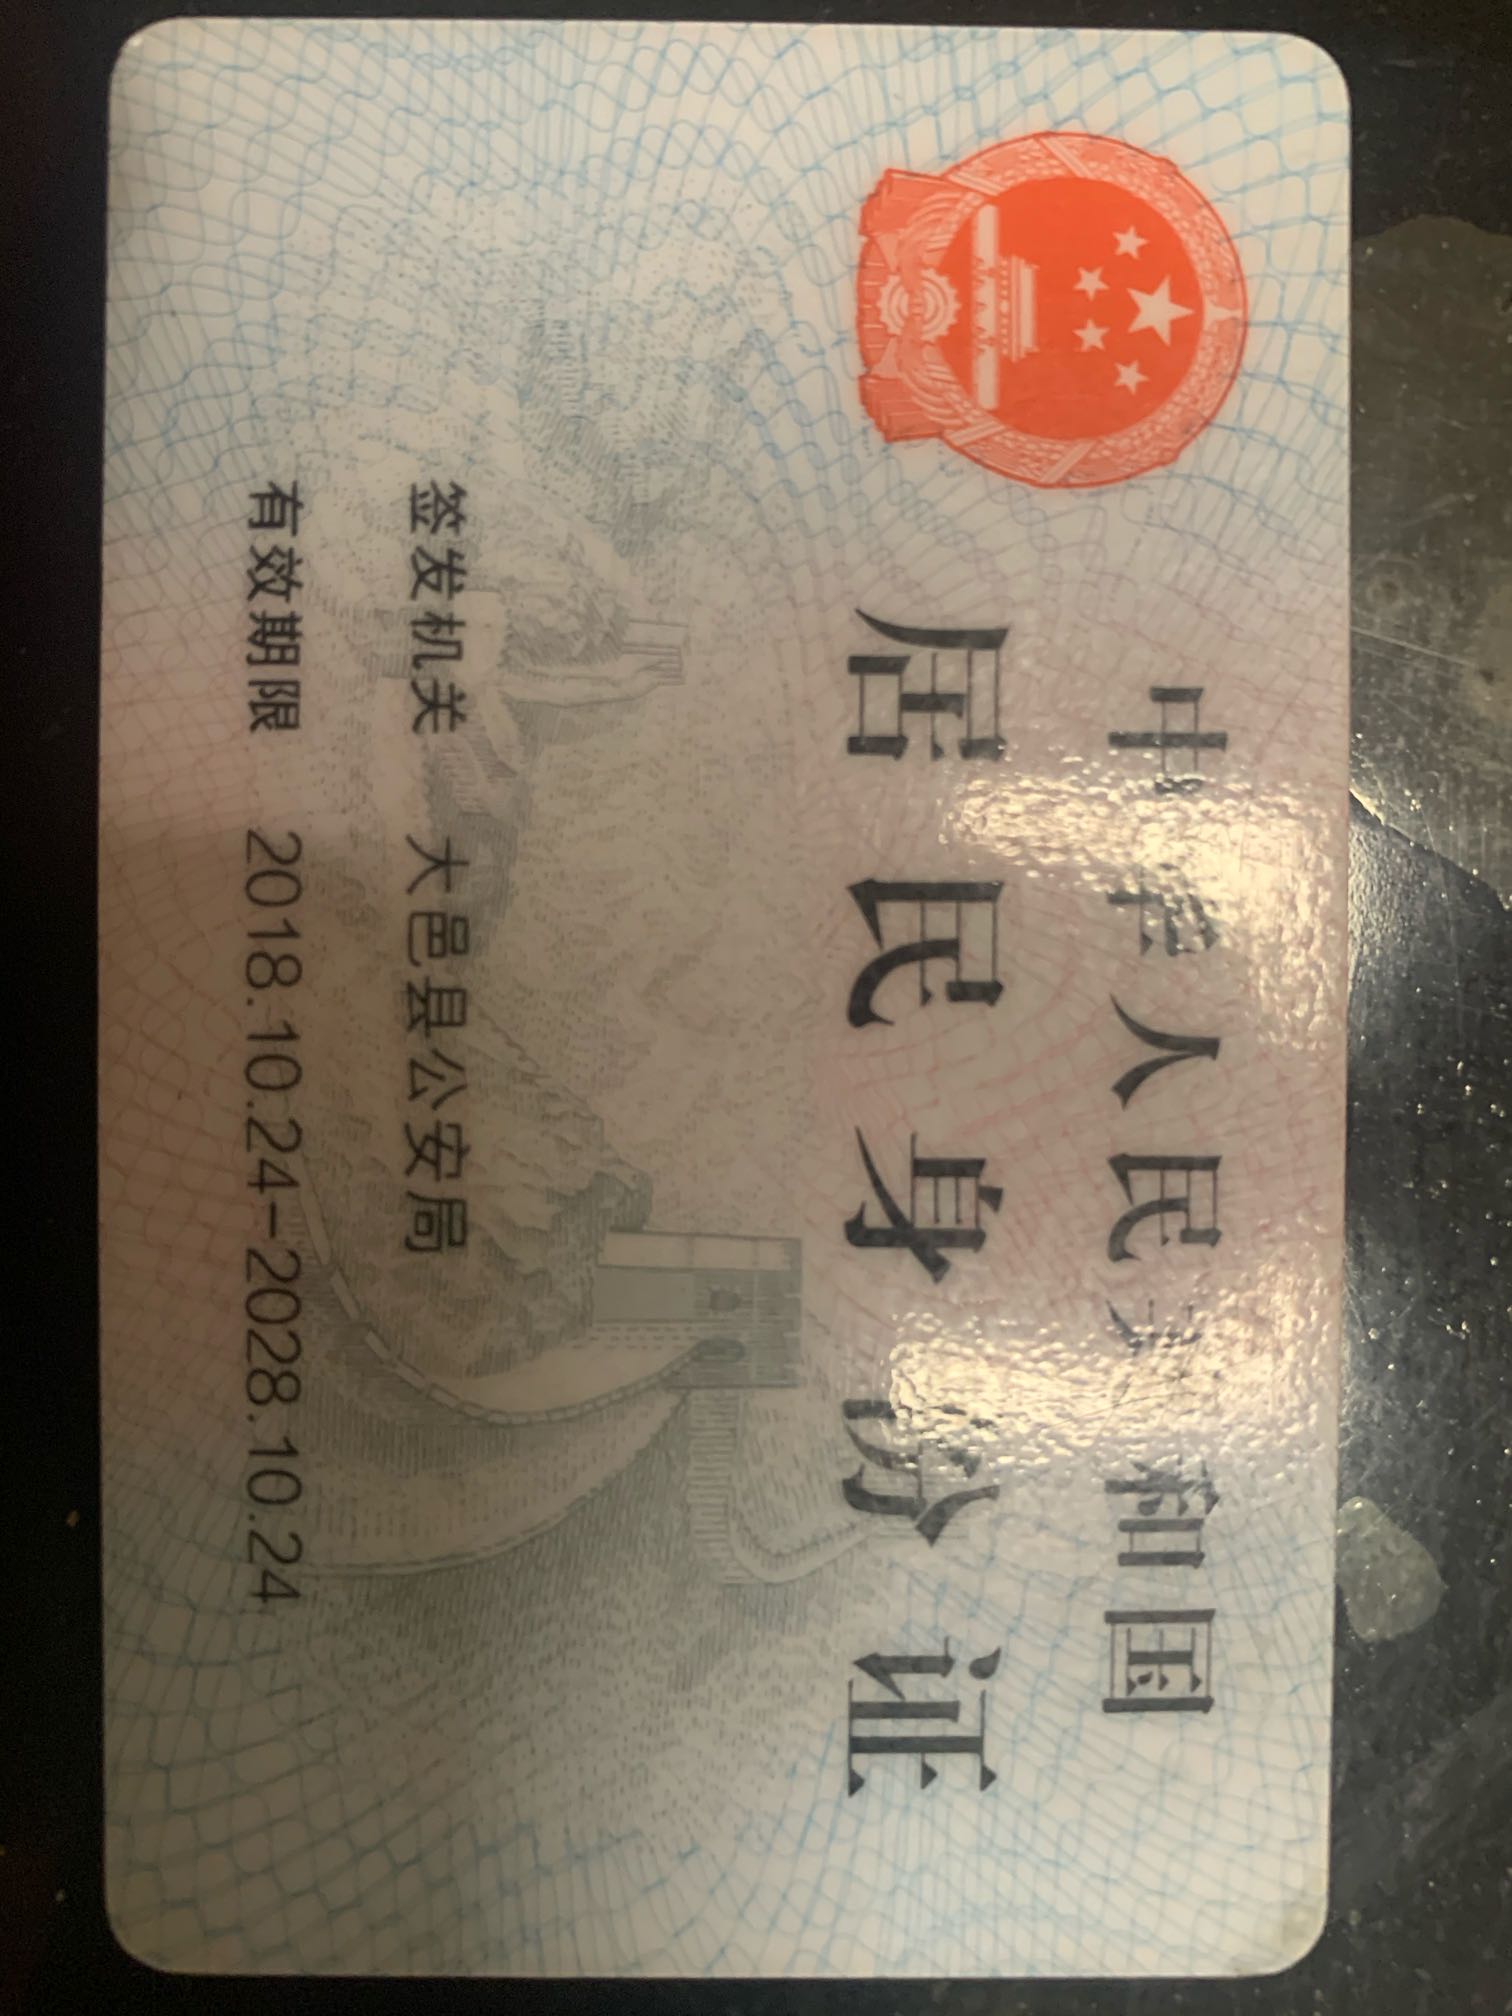 中华人民共和国
居民身份证
签发机关 大邑县公安局
有效期限 2018.10.24-2028.10.24